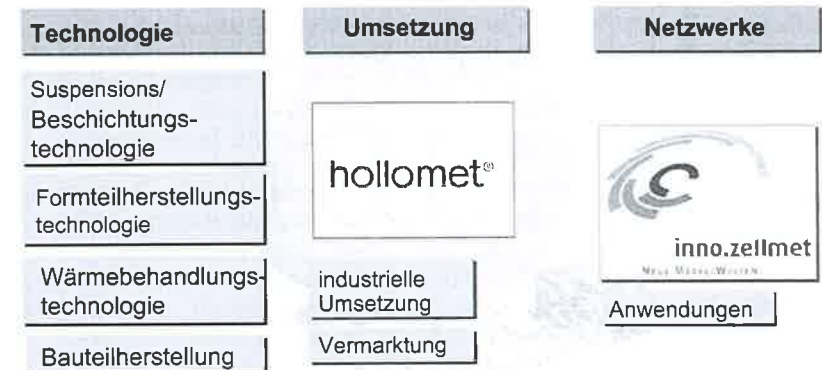 Technologie
Suspensions/
Beschichtungs-
technologie
Formteilherstellungs-
technologie
Wärmebehandlungs-
technologie
Bauteilherstellung
Umsetzung
hollomet®
industrielle
Umsetzung
Vermarktung
Netzwerke
inno.zellmet
Anwendungen